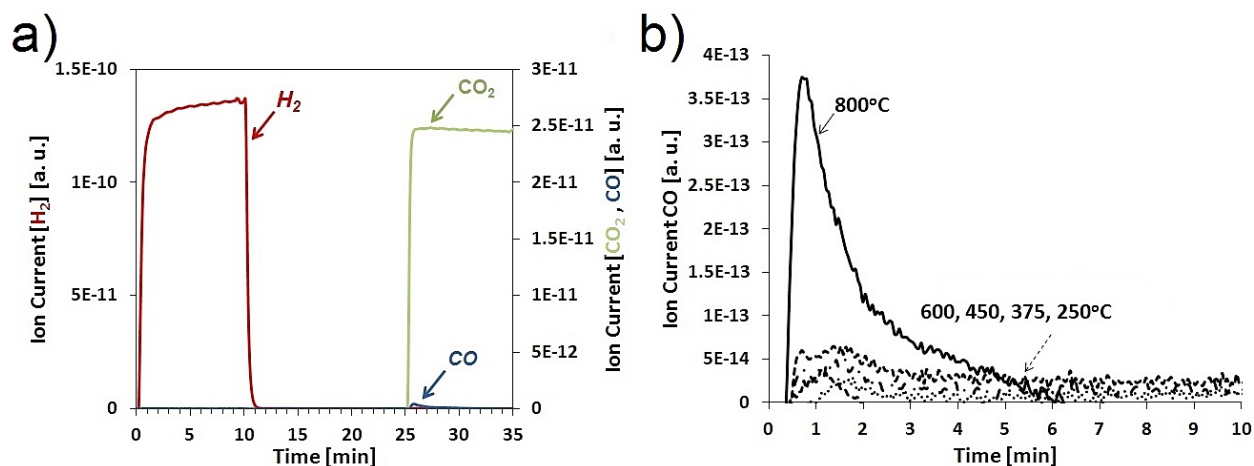 a)
Ion Current [H₂] [a. u.]
1.5E-10
1E-10
5E-11
0
H₂
CO₂
CO
3E-11
2.5E-11
2E-11
1.5E-11
1E-11
5E-12
0
Ion Current [CO₂ , CO] [a. u.]
0 5 10 15 20 25 30 35
Time [min]
b)
Ion Current CO [a. u.]
4E-13
3.5E-13
3E-13
2.5E-13
2E-13
1.5E-13
1E-13
5E-14
0
800°C
600, 450, 375, 250°C
0 1 2 3 4 5 6 7 8 9 10
Time [min]